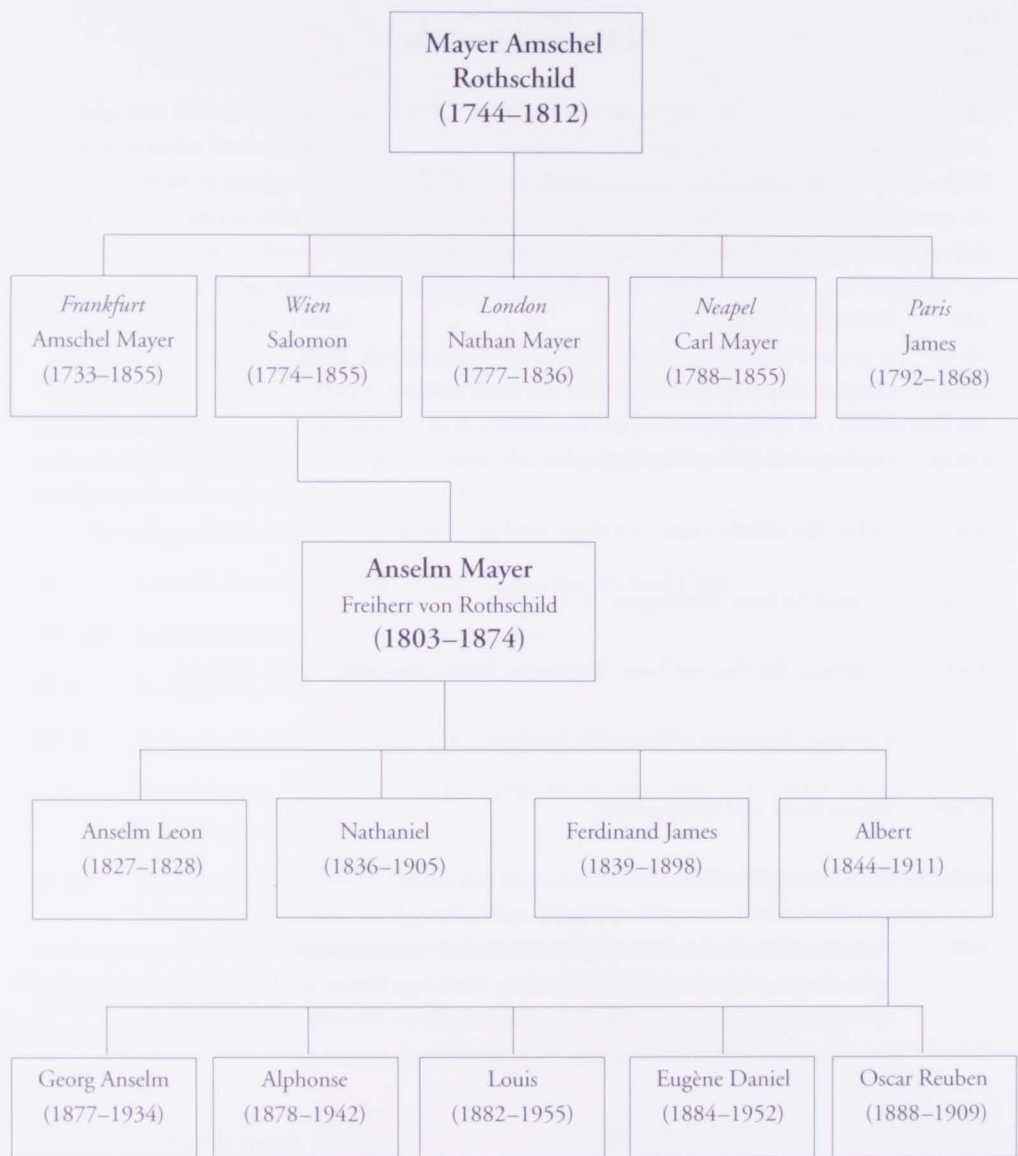 Mayer Amschel
Rothschild
(1744–1812)
Frankfurt
Amschel Mayer
(1733–1855)
Wien
Salomon
(1774–1855)
London
Nathan Mayer
(1777–1836)
Neapel
Carl Mayer
(1788–1855)
Paris
James
(1792–1868)
Anselm Mayer
Freiherr von Rothschild
(1803–1874)
Anselm Leon
(1827–1828)
Nathaniel
(1836–1905)
Ferdinand James
(1839–1898)
Albert
(1844–1911)
Georg Anselm
(1877–1934)
Alphonse
(1878–1942)
Louis
(1882–1955)
Eugène Daniel
(1884–1952)
Oscar Reuben
(1888–1909)